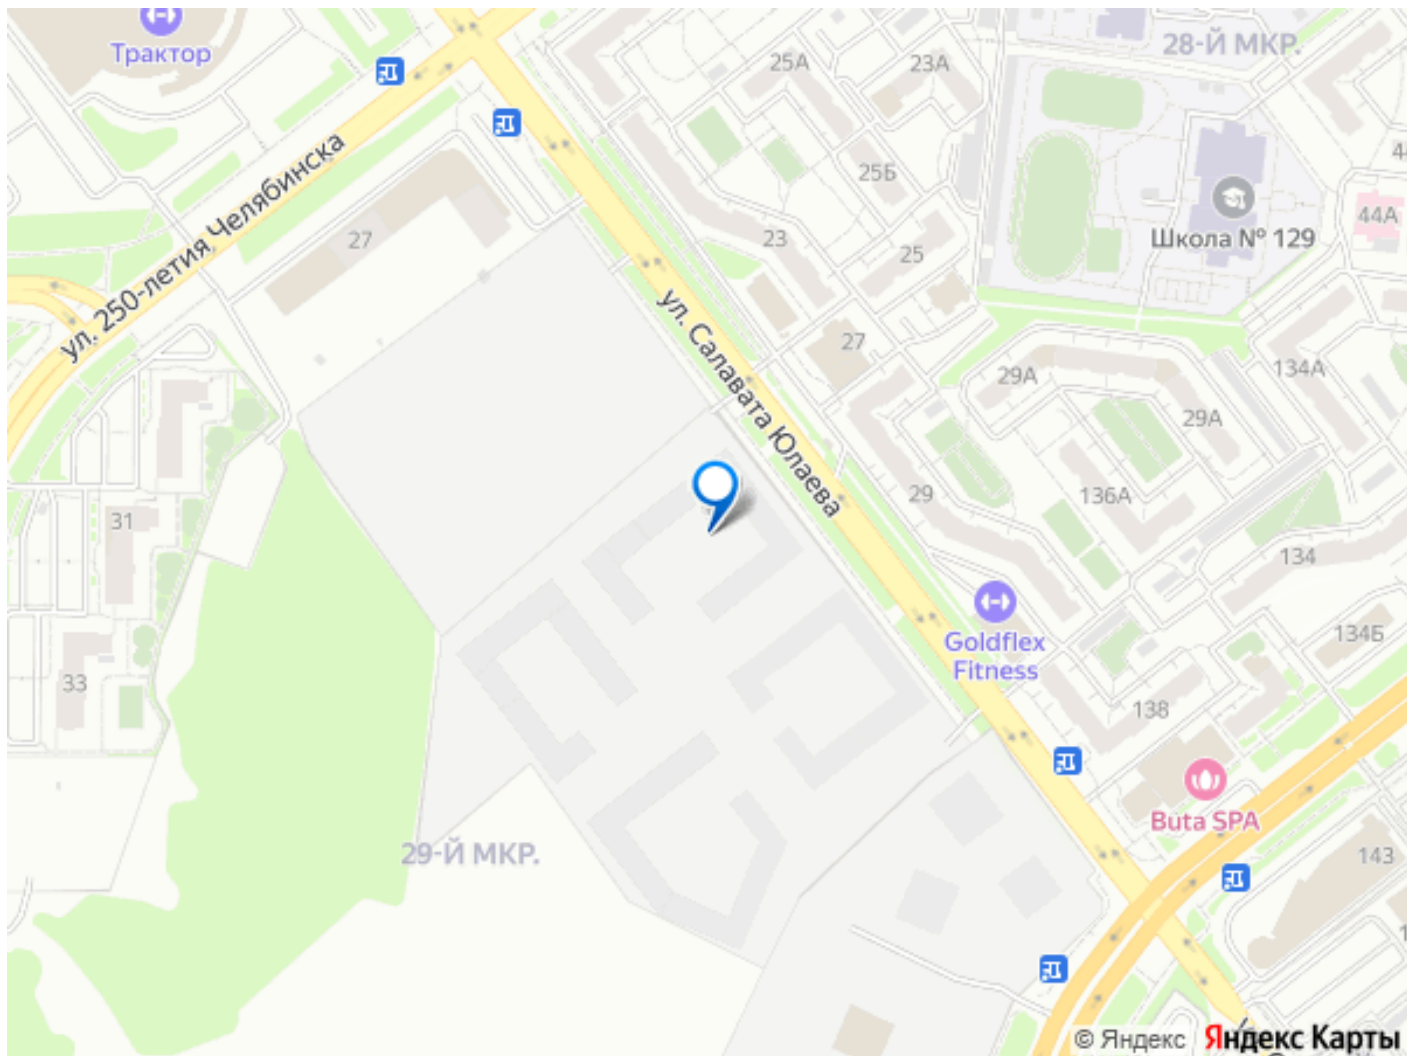 Трактор
28-Й МКР.
25А
23А
ул. 250-летия Челябинска
25Б
44А
27
23
25
Школа № 129
ул. Салавата Юлаева
27
29А
134А
29А
29
136А
31
134
Goldflex
Fitness
134Б
33
138
Buta SPA
29-Й МКР.
143
© Яндекс Яндекс Карты